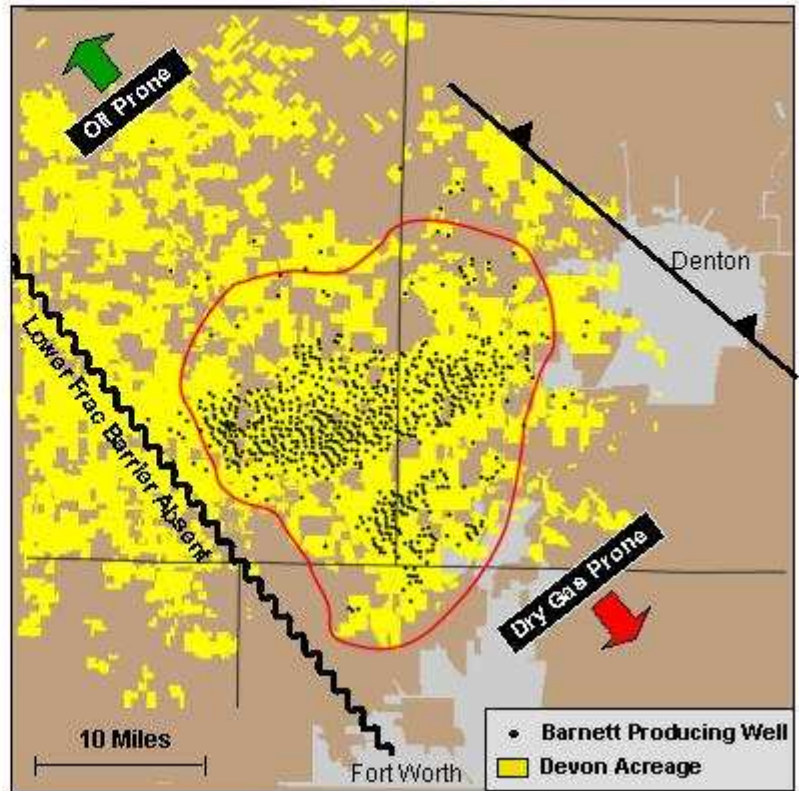 Oil Prone
Denton
Lower Frac Barrier Absent
Dry Gas Prone
10 Miles
Fort Worth
Barnett Producing Well
Devon Acreage